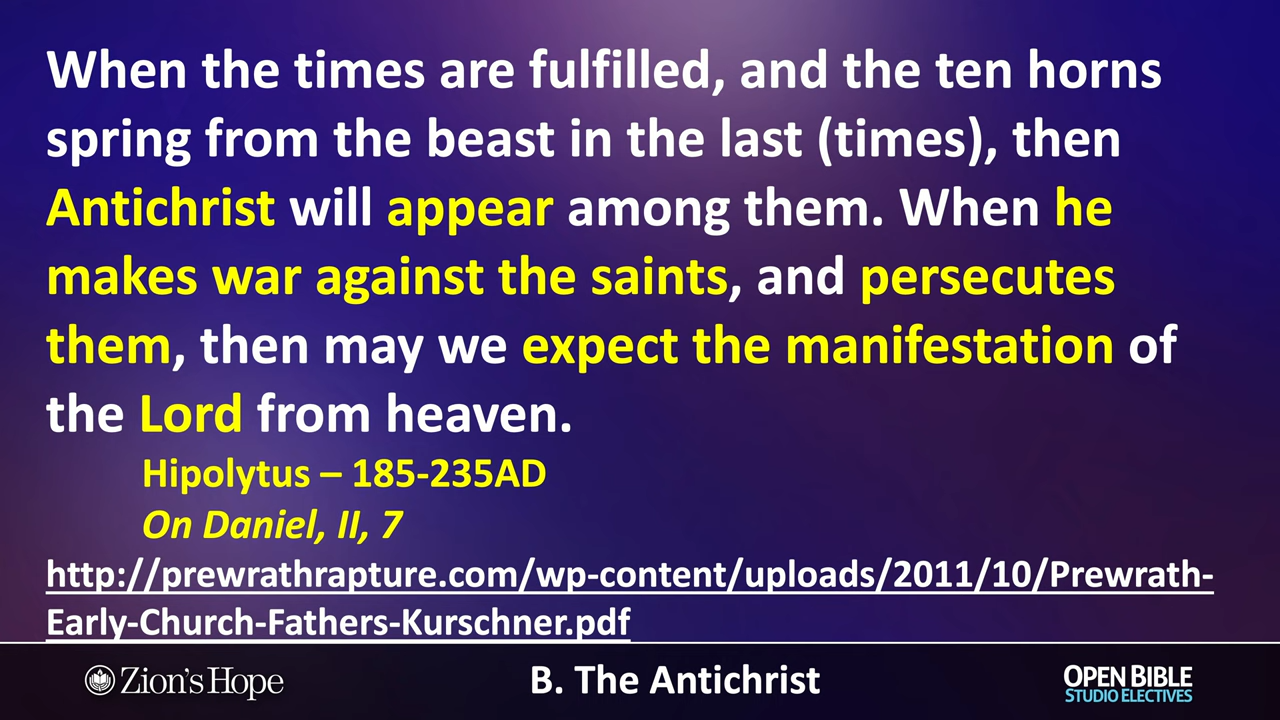 When the times are fulfilled, and the ten horns
spring from the beast in the last (times), then
Antichrist will appear among them. When he
makes war against the saints, and persecutes
them, then may we expect the manifestation of
the Lord from heaven.
Hipolytus – 185-235AD
On Daniel, II, 7
http://prewrathrapture.com/wp-content/uploads/2011/10/Prewrath-
Early-Church-Fathers-Kurschner.pdf
Zion's Hope
B. The Antichrist
OPEN BIBLE
STUDIO ELECTIVES